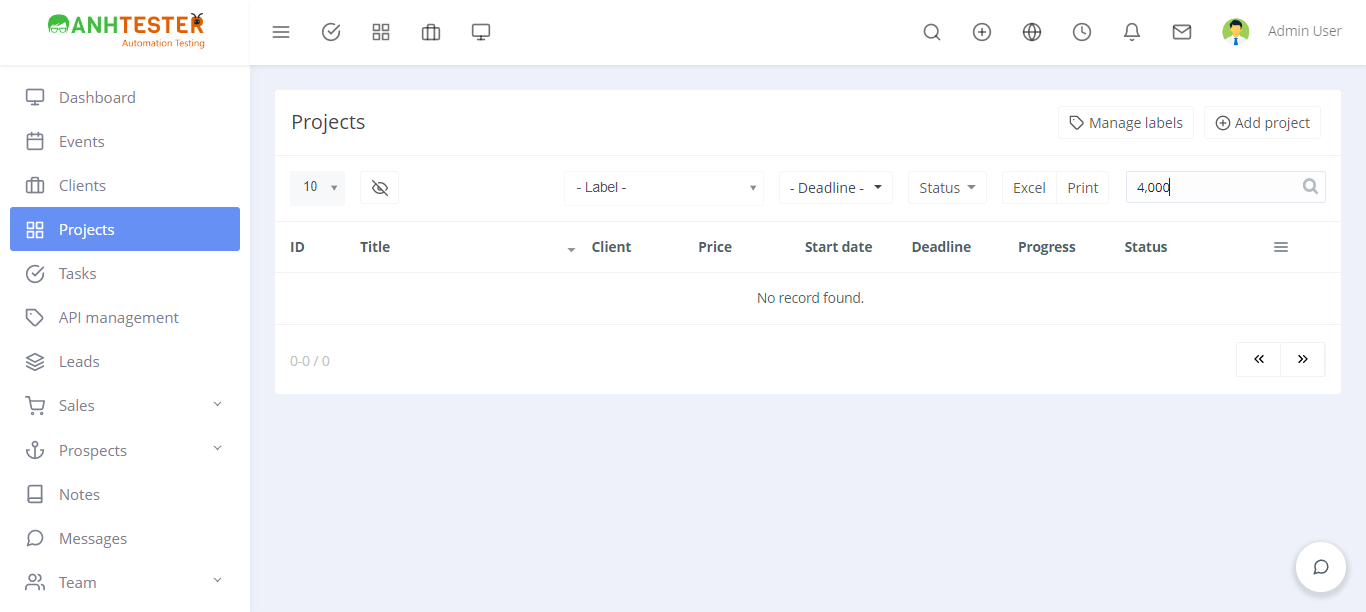 ANHTESTER
Automation Testing
Admin User
Dashboard
Events
Clients
Projects
Tasks
API management
Leads
Sales
Prospects
Notes
Messages
Team
Projects
Manage labels
Add project
10
- Label -
- Deadline -
Status
Excel
Print
4,000
ID Title Client Price Start date Deadline Progress Status
No record found.
0-0 / 0
« »